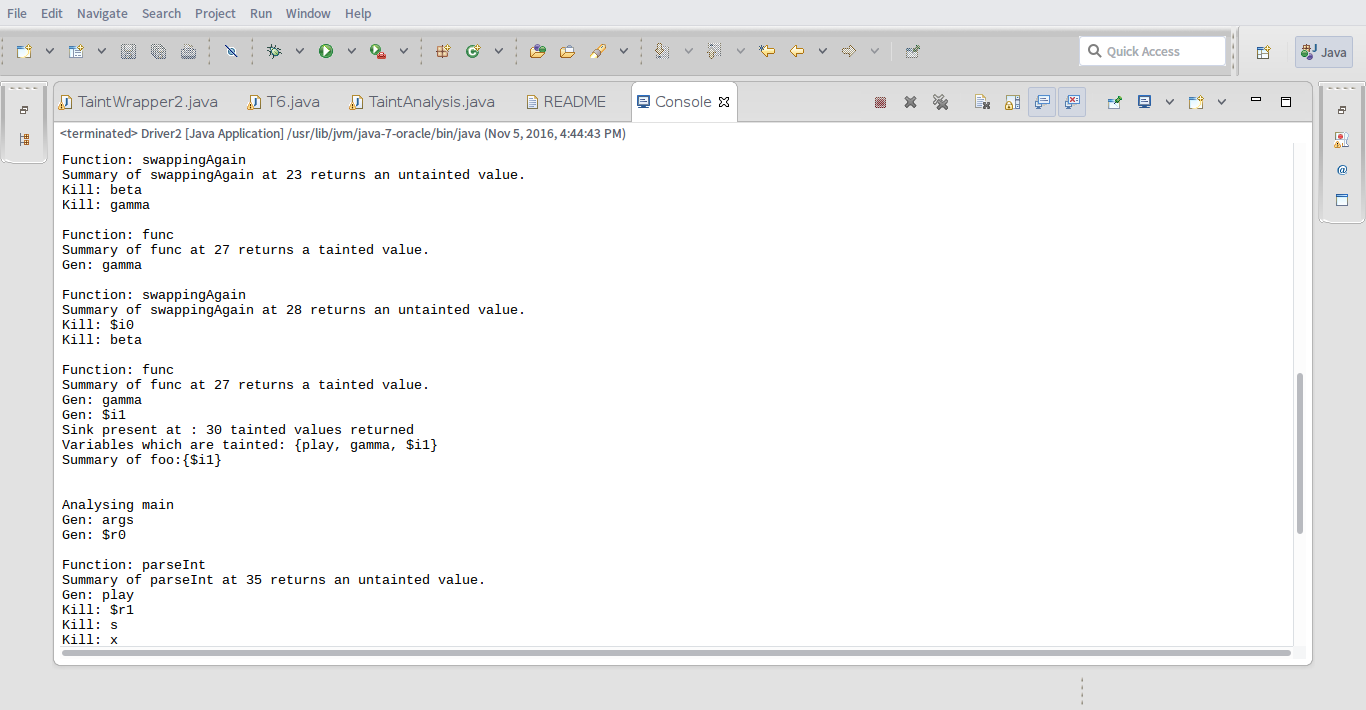 File Edit Navigate Search Project Run Window Help
Quick Access
Java
TaintWrapper2.java T6.java TaintAnalysis.java README Console
<terminated> Driver2 [Java Application] /usr/lib/jvm/java-7-oracle/bin/java (Nov 5, 2016, 4:44:43 PM)
Function: swappingAgain
Summary of swappingAgain at 23 returns an untainted value.
Kill: beta
Kill: gamma
Function: func
Summary of func at 27 returns a tainted value.
Gen: gamma
Function: swappingAgain
Summary of swappingAgain at 28 returns an untainted value.
Kill: $i0
Kill: beta
Function: func
Summary of func at 27 returns a tainted value.
Gen: gamma
Gen: $i1
Sink present at : 30 tainted values returned
Variables which are tainted: {play, gamma, $i1}
Summary of foo:{$i1}
Analysing main
Gen: args
Gen: $r0
Function: parseInt
Summary of parseInt at 35 returns an untainted value.
Gen: play
Kill: $r1
Kill: s
Kill: x